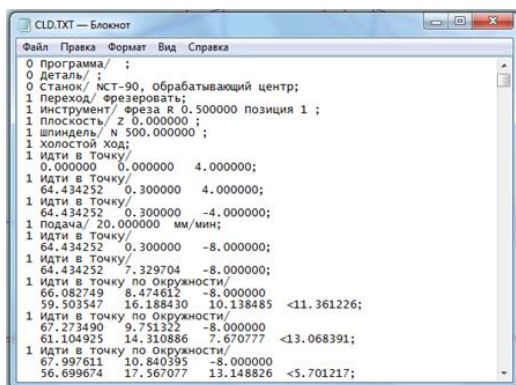 CLD.TXT — Блокнот
Файл Правка Формат Вид Справка
0 Программа/ ;
0 Деталь/ ;
0 Станок/ NCT-90, Обрабатывающий центр;
1 Переход/ Фрезеровать;
1 Инструмент/ Фреза R 0.500000 Позиция 1 ;
1 Плоскость/ Z 0.000000 ;
1 Шпиндель/ N 500.000000 ;
1 Холостой Ход;
1 Идти в Точку/
0.000000 0.000000 4.000000;
1 Идти в Точку/
64.434252 0.300000 4.000000;
1 Идти в Точку/
64.434252 0.300000 -4.000000;
1 Подача/ 20.000000 мм/мин;
1 Идти в Точку/
64.434252 0.300000 -8.000000;
1 Идти в Точку/
64.434252 7.329704 -8.000000;
1 Идти в точку по Окружности/
66.082749 8.474612 -8.000000
59.503547 16.188430 10.138485 <11.361226;
1 Идти в точку по Окружности/
67.273490 9.751322 -8.000000
61.104925 14.310886 7.670777 <13.068391;
1 Идти в точку по Окружности/
67.997611 10.840395 -8.000000
56.699674 17.567077 13.148826 <5.701217;